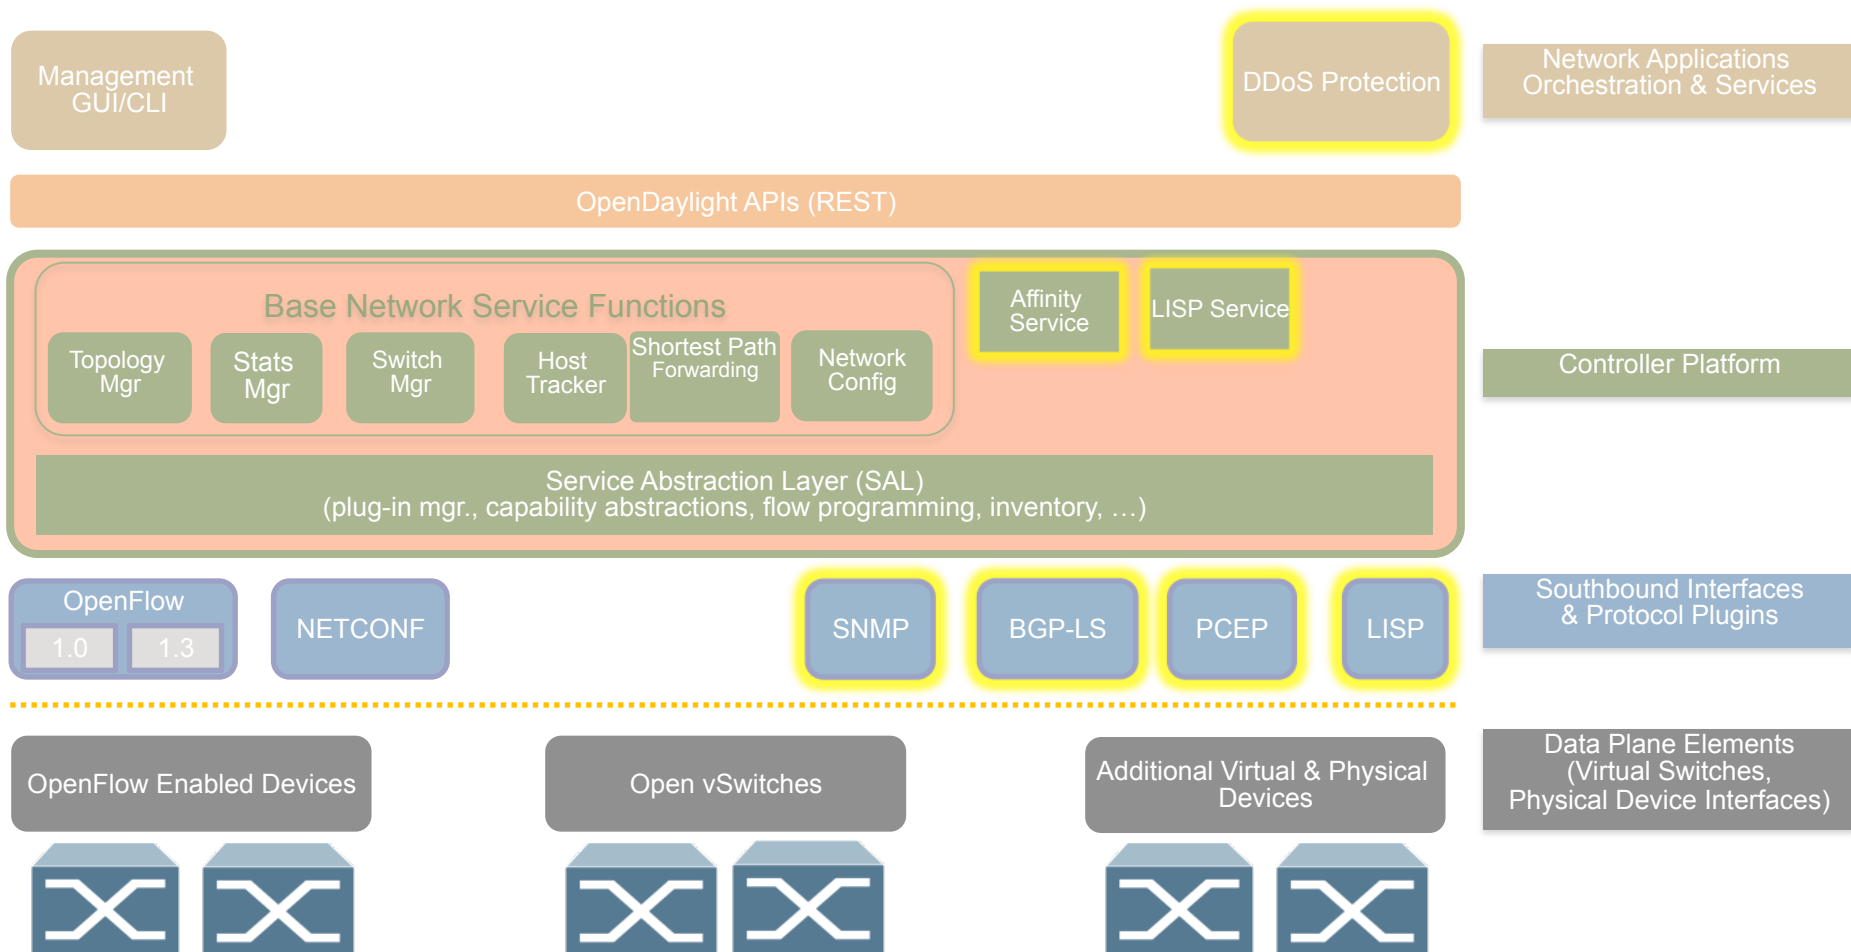 Management
GUI/CLI
DDoS Protection
Network Applications
Orchestration & Services
OpenDaylight APIs (REST)
Base Network Service Functions
Topology
Mgr
Stats
Mgr
Switch
Mgr
Host
Tracker
Shortest Path
Forwarding
Network
Config
Affinity
Service
LISP Service
Controller Platform
Service Abstraction Layer (SAL)
(plug-in mgr., capability abstractions, flow programming, inventory, …)
OpenFlow
1.0
1.3
NETCONF
SNMP
BGP-LS
PCEP
LISP
Southbound Interfaces
& Protocol Plugins
OpenFlow Enabled Devices
Open vSwitches
Additional Virtual & Physical
Devices
Data Plane Elements
(Virtual Switches,
Physical Device Interfaces)